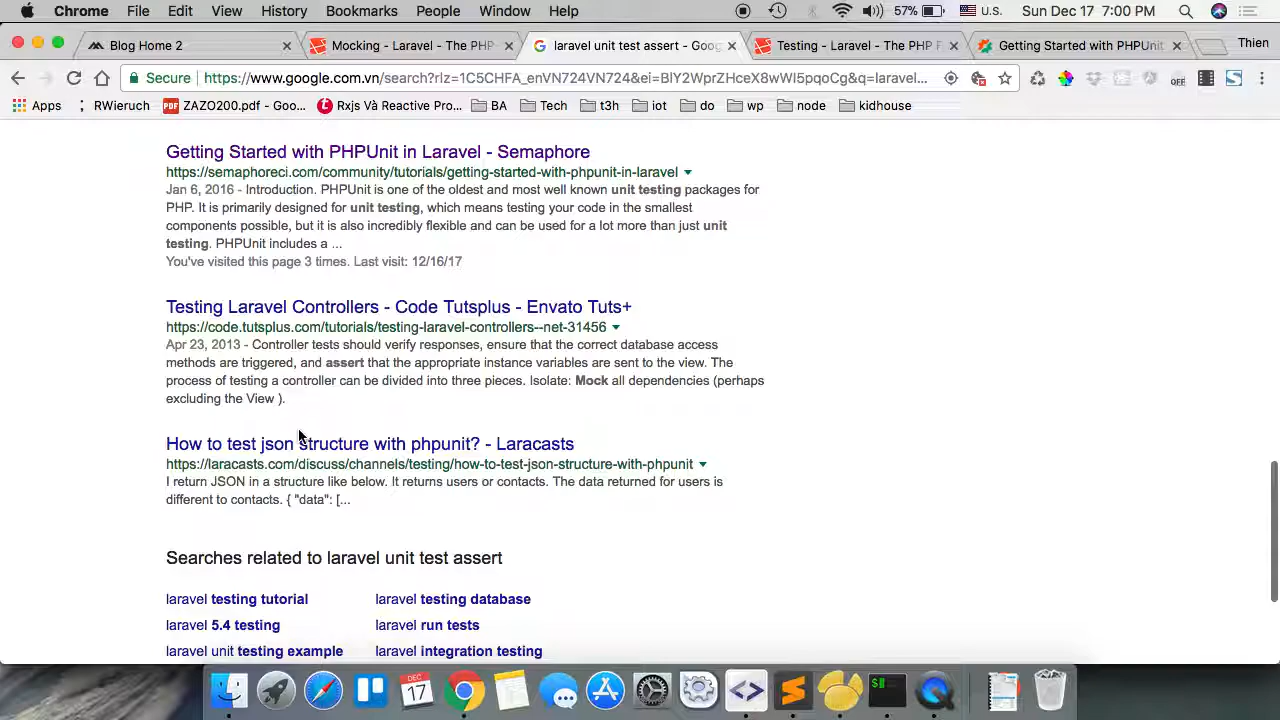 Chrome File Edit View History Bookmarks People Window Help 57% U.S. Sun Dec 17 7:00 PM
Blog Home 2 Mocking - Laravel - The PHP laravel unit test assert - Goog Testing - Laravel - The PHP F Getting Started with PHPUnit Thien
Secure https://www.google.com.vn/search?rlz=1C5CHFA_enVN724VN724&ei=BIY2WprZHceX8wWI5pqoCg&q=laravel... OFF
Apps RWieruch ZAZO200.pdf - Goo... Rxjs Và Reactive Pro... BA Tech t3h iot do wp node kidhouse
Getting Started with PHPUnit in Laravel - Semaphore
https://semaphoreci.com/community/tutorials/getting-started-with-phpunit-in-laravel
Jan 6, 2016 - Introduction. PHPUnit is one of the oldest and most well known unit testing packages for
PHP. It is primarily designed for unit testing, which means testing your code in the smallest
components possible, but it is also incredibly flexible and can be used for a lot more than just unit
testing. PHPUnit includes a ...
You've visited this page 3 times. Last visit: 12/16/17
Testing Laravel Controllers - Code Tutsplus - Envato Tuts+
https://code.tutsplus.com/tutorials/testing-laravel-controllers--net-31456
Apr 23, 2013 - Controller tests should verify responses, ensure that the correct database access
methods are triggered, and assert that the appropriate instance variables are sent to the view. The
process of testing a controller can be divided into three pieces. Isolate: Mock all dependencies (perhaps
excluding the View ).
How to test json structure with phpunit? - Laracasts
https://laracasts.com/discuss/channels/testing/how-to-test-json-structure-with-phpunit
I return JSON in a structure like below. It returns users or contacts. The data returned for users is
different to contacts. { "data": [...
Searches related to laravel unit test assert
laravel testing tutorial laravel testing database
laravel 5.4 testing laravel run tests
laravel unit testing example laravel integration testing
DEC
17